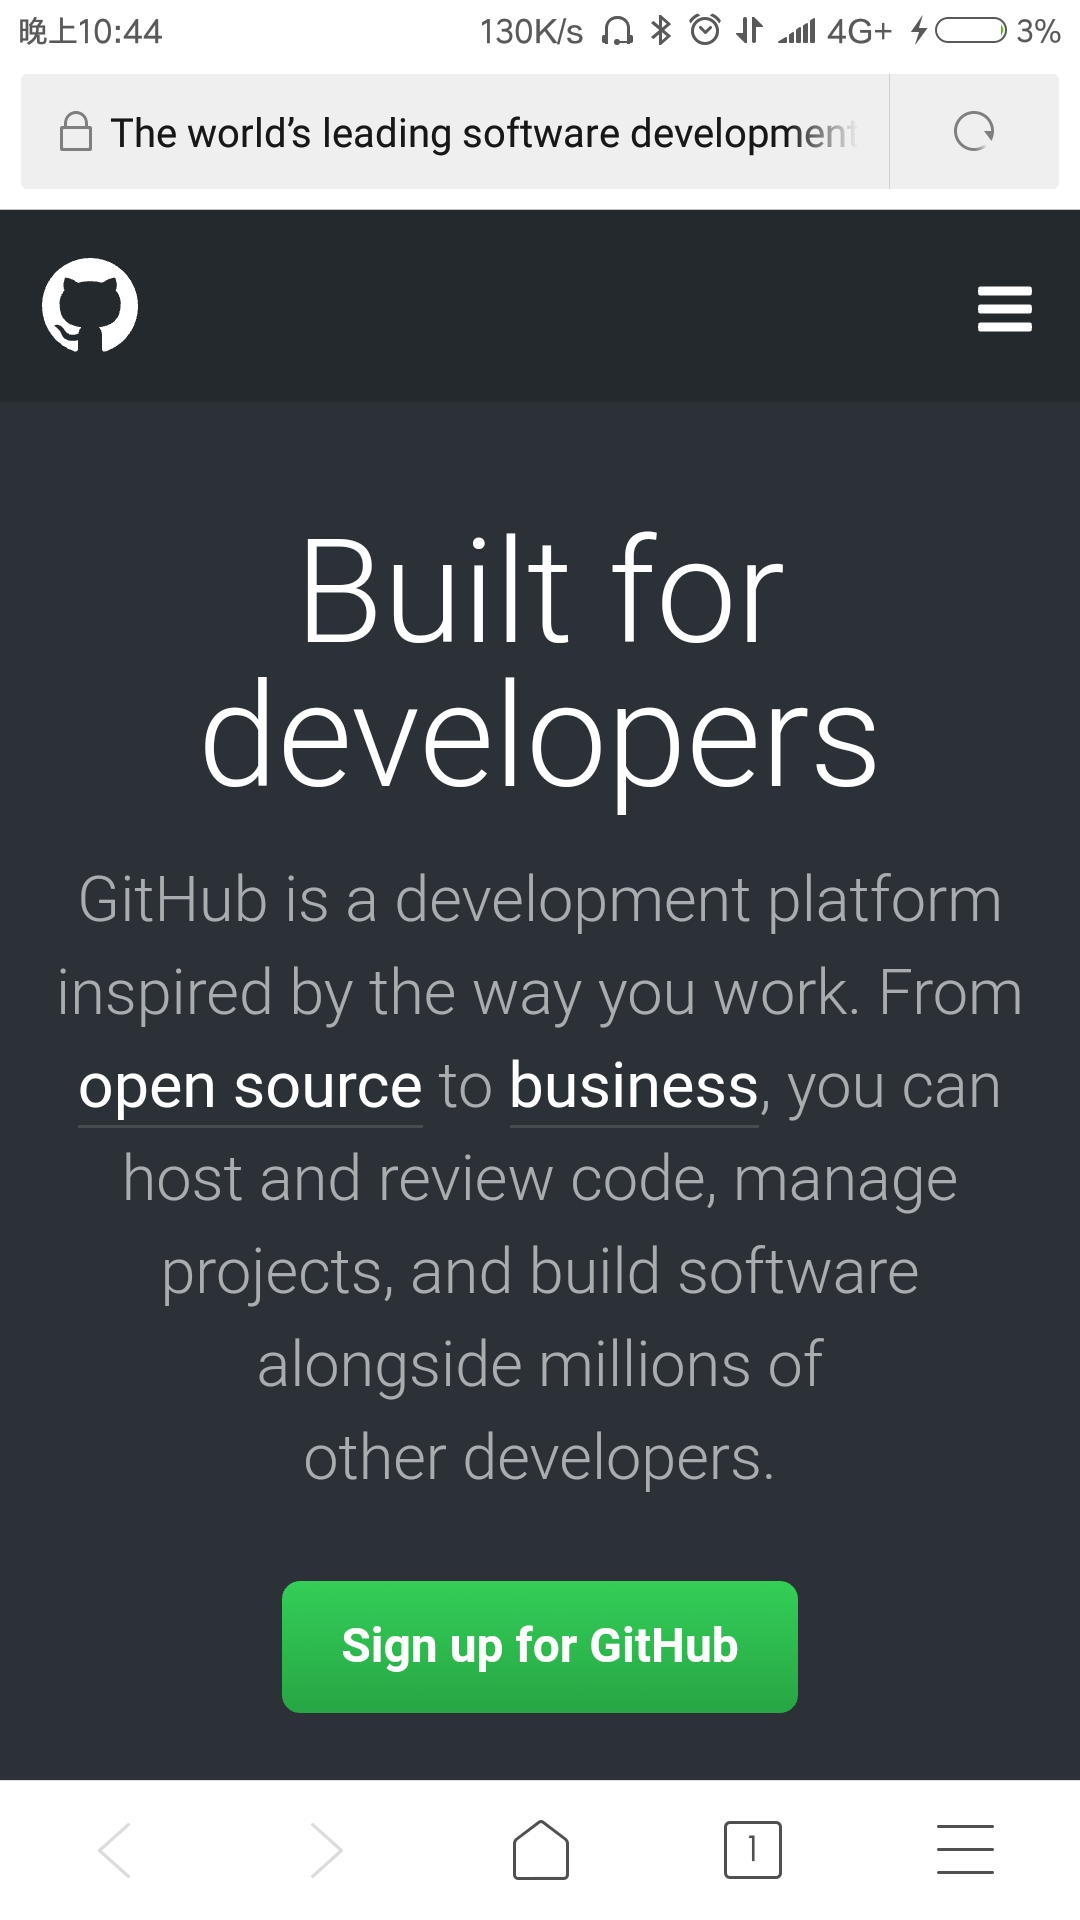 晚上10:44 130K/s 4G+ 3%
The world’s leading software development
Built for
developers
GitHub is a development platform
inspired by the way you work. From
open source to business, you can
host and review code, manage
projects, and build software
alongside millions of
other developers.
Sign up for GitHub
1